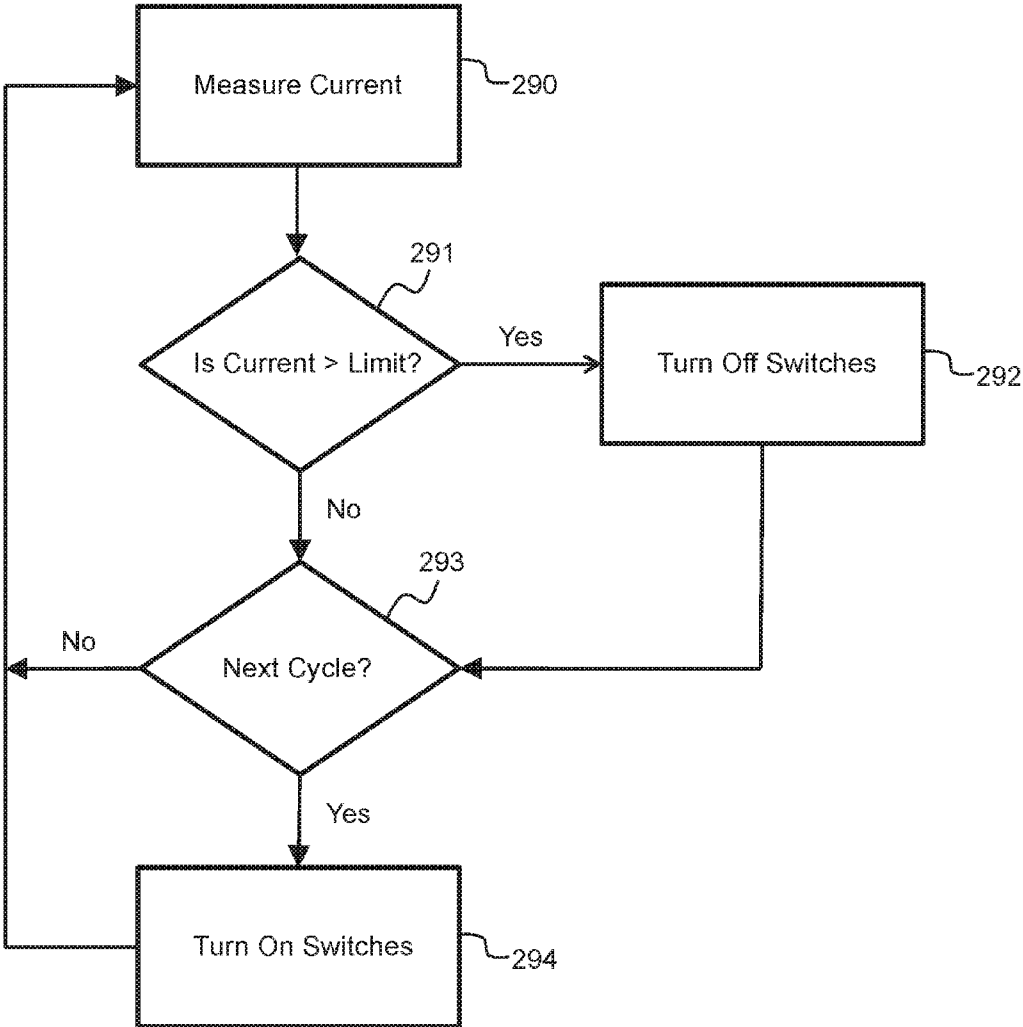 Measure Current
290
291
Is Current > Limit?
Yes
Turn Off Switches
292
No
293
No
Next Cycle?
Yes
Turn On Switches
294